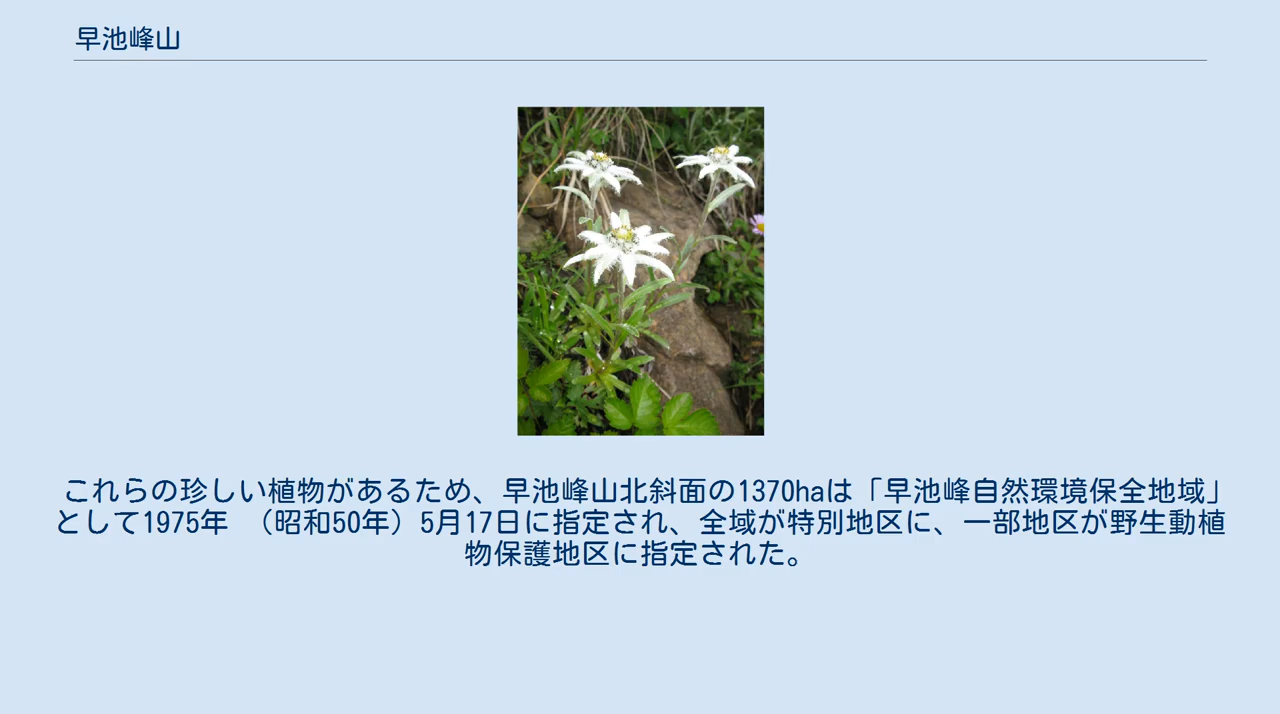 早池峰山
これらの珍しい植物があるため、早池峰山北斜面の1370haは「早池峰自然環境保全地域」
として1975年　（昭和50年）5月17日に指定され、全域が特別地区に、一部地区が野生動植
物保護地区に指定された。